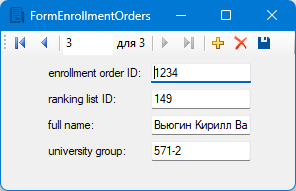 FormEnrollmentOrders
3 для 3
enrollment order ID: 1234
ranking list ID: 149
full name: Вьюгин Кирилл Ва
university group: 571-2